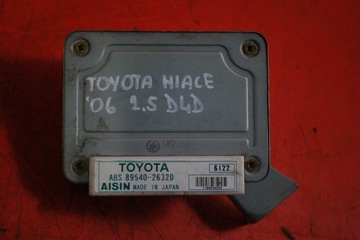 TOYOTA HIACE
'06 2.5 D4D
TOYOTA
6122
ABS 89540-26320
AISIN MADE IN JAPAN